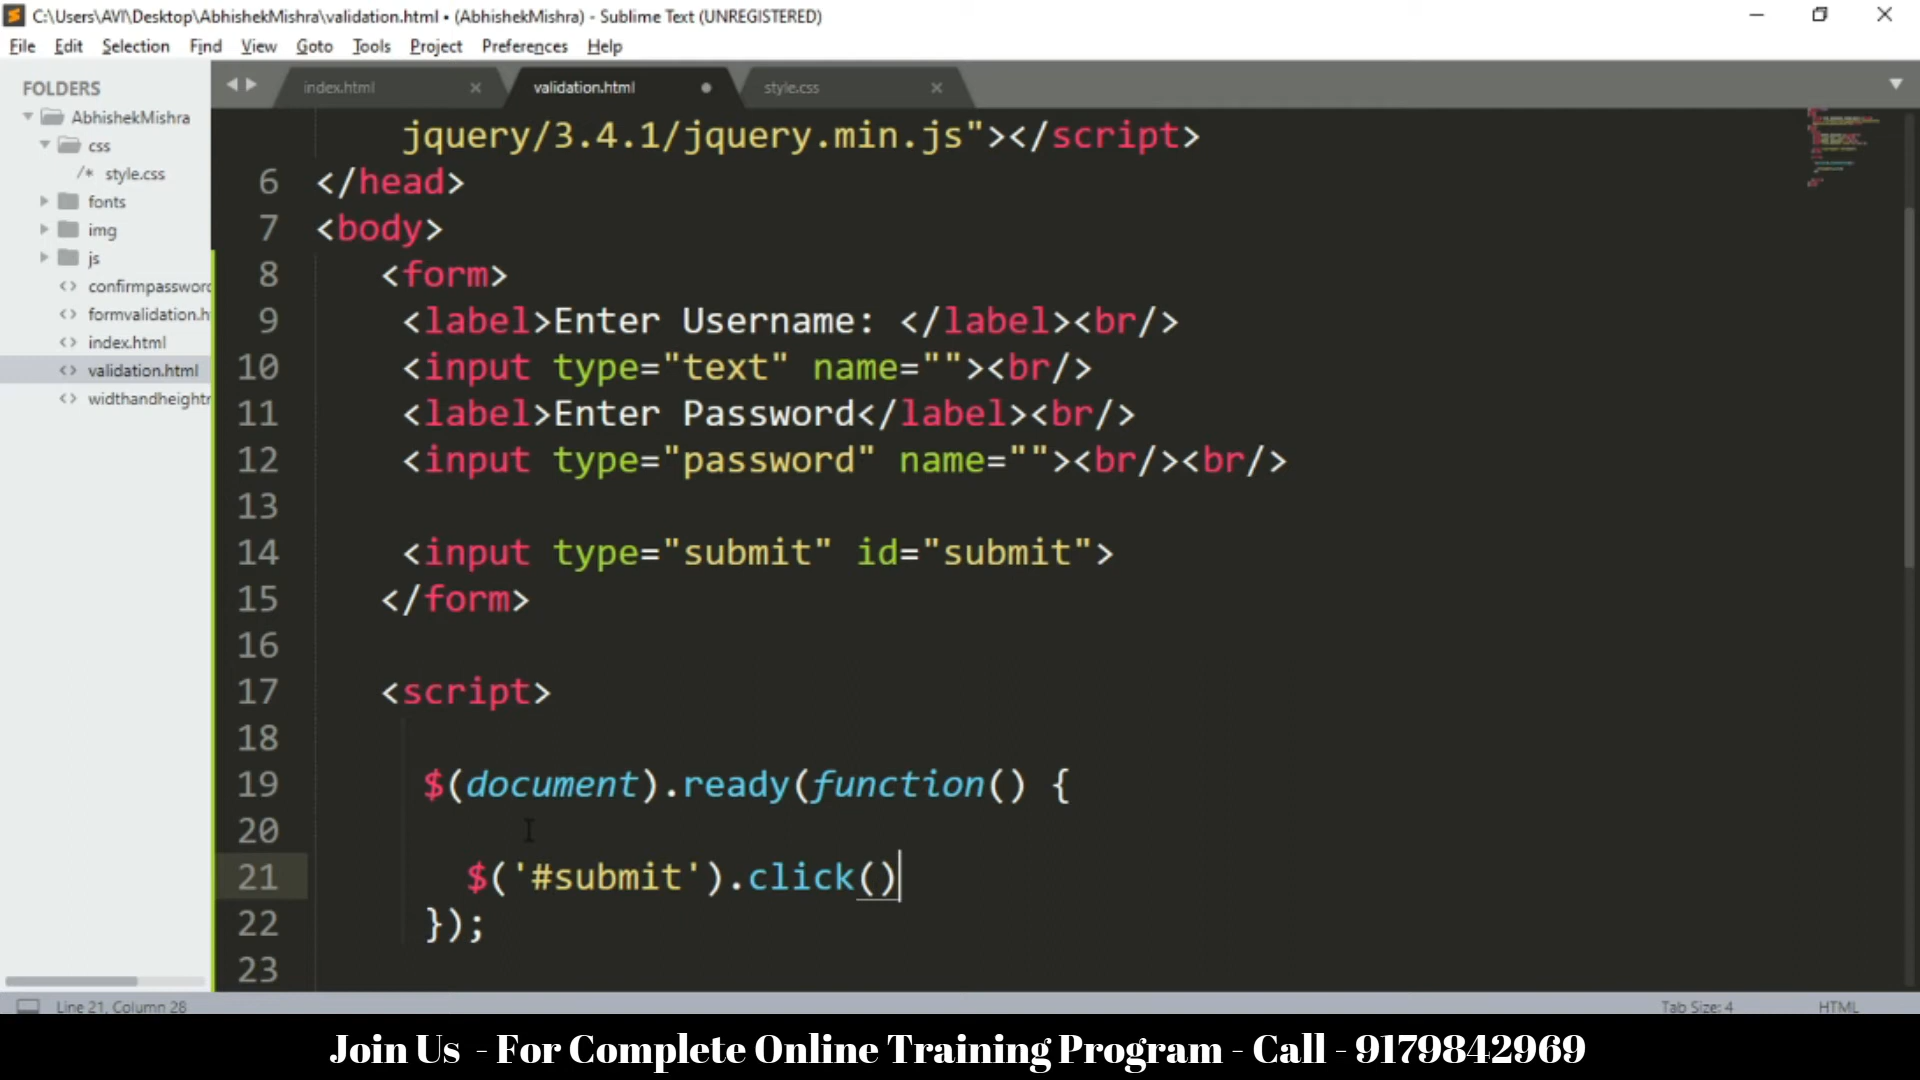 C:\Users\AVI\Desktop\AbhishekMishra\validation.html • (AbhishekMishra) - Sublime Text (UNREGISTERED)
File Edit Selection Find View Goto Tools Project Preferences Help
FOLDERS
AbhishekMishra
css
/* style.css
fonts
img
js
<> confirmpassword
<> formvalidation.h
<> index.html
<> validation.html
<> widthandheightr
index.html validation.html style.css
jquery/3.4.1/jquery.min.js"></script>
6 </head>
7 <body>
8 <form>
9 <label>Enter Username: </label><br/>
10 <input type="text" name=""><br/>
11 <label>Enter Password</label><br/>
12 <input type="password" name=""><br/><br/>
13
14 <input type="submit" id="submit">
15 </form>
16
17 <script>
18
19 $(document).ready(function() {
20
21 $('#submit').click()
22 });
23
Line 21, Column 28 Tab Size: 4 HTML
Join Us - For Complete Online Training Program - Call - 9179842969